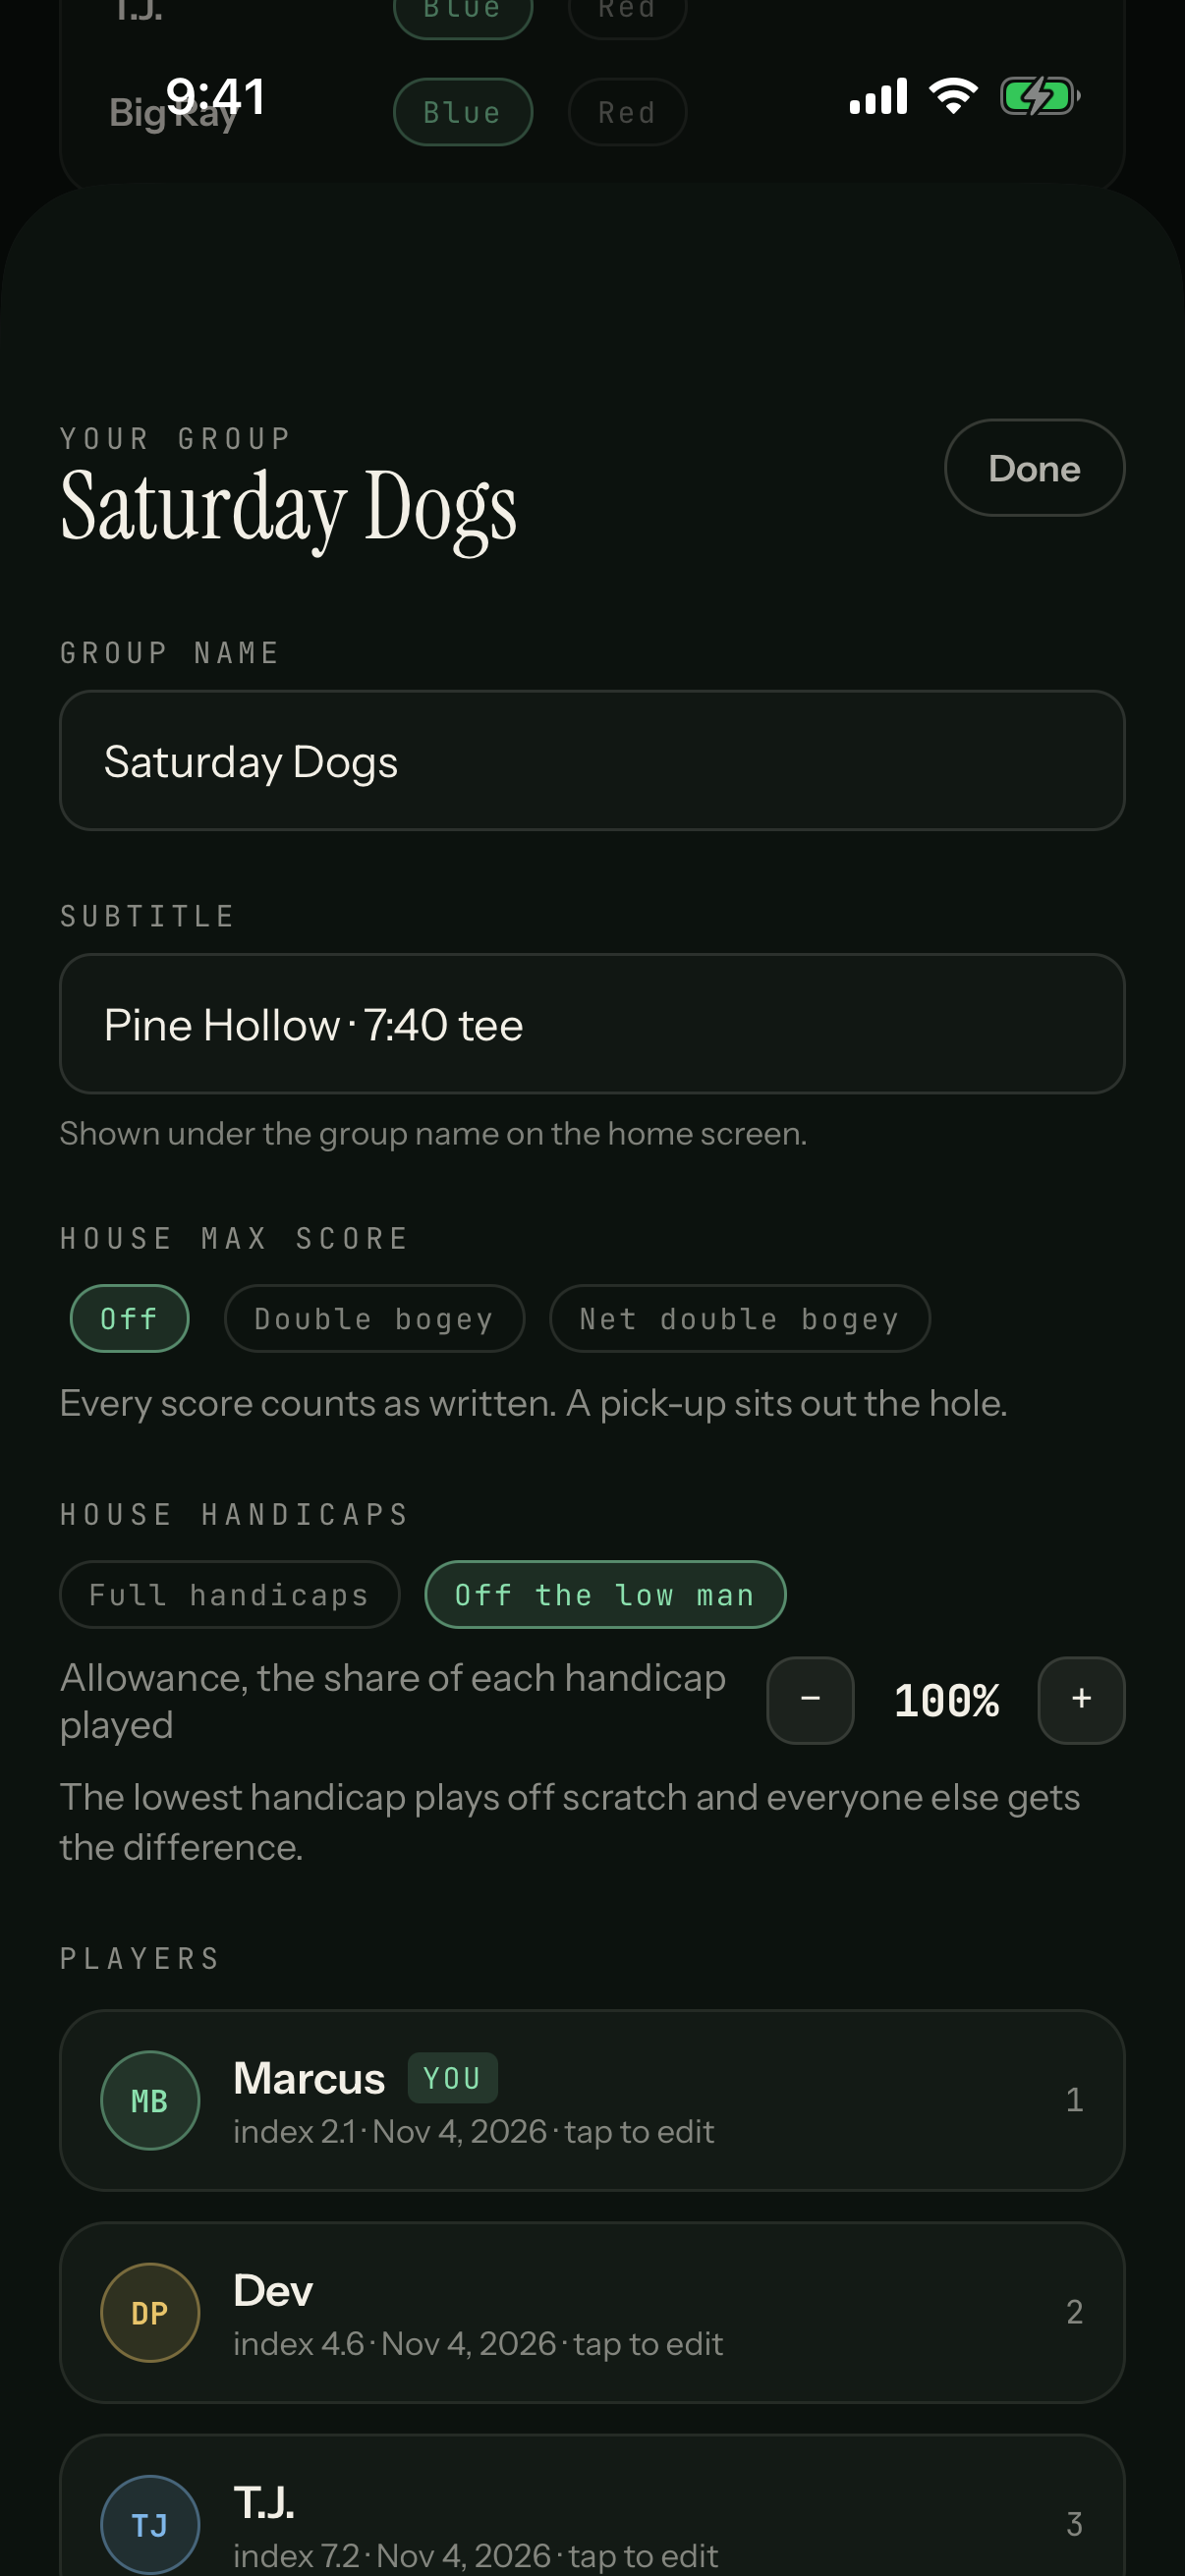 T.J.
Blue
Red
9:41
Big Ray
Blue
Red
YOUR GROUP
Saturday Dogs
Done
GROUP NAME
Saturday Dogs
SUBTITLE
Pine Hollow · 7:40 tee
Shown under the group name on the home screen.
HOUSE MAX SCORE
Off
Double bogey
Net double bogey
Every score counts as written. A pick-up sits out the hole.
HOUSE HANDICAPS
Full handicaps
Off the low man
Allowance, the share of each handicap
played
− 100% +
The lowest handicap plays off scratch and everyone else gets
the difference.
PLAYERS
MB
Marcus YOU
index 2.1 · Nov 4, 2026 · tap to edit
1
DP
Dev
index 4.6 · Nov 4, 2026 · tap to edit
2
TJ
T.J.
index 7.2 · Nov 4, 2026 · tap to edit
3